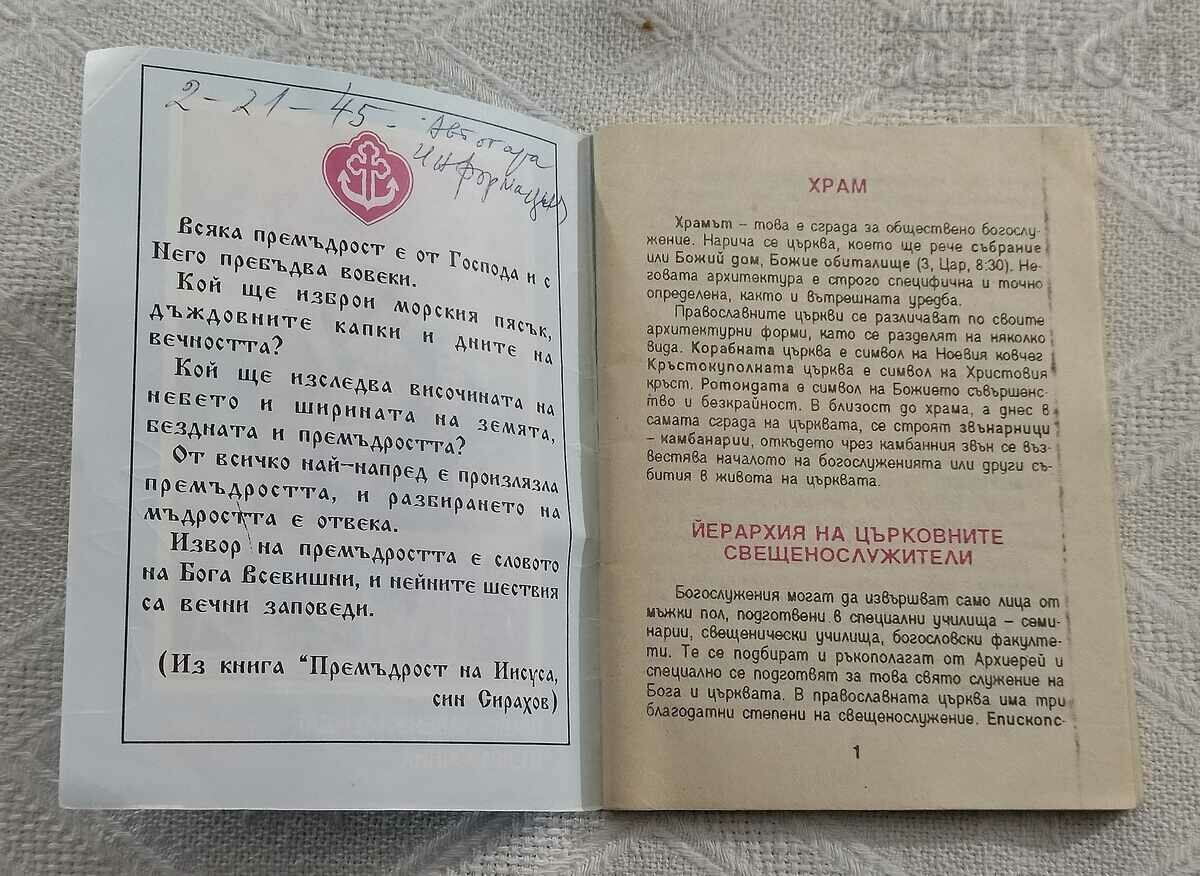 2-21-45 - Автогара
Информация
Всяка премъдрост е от Господа и с
Него пребъдва вовеки.
Кой ще изброи морския пясък,
дъждовните капки и дните на
вечността?
Кой ще изследва височината на
небето и ширината на земята,
бездната и премъдростта?
От всичко най-напред е произлязла
премъдростта, и разбирането на
мъдростта е отвека.
Извор на премъдростта е словото
на Бога Всевишни, и нейните шествия
са вечни заповеди.
(Из книга "Премъдрост на Иисуса,
син Сирахов)
ХРАМ
Храмът – това е сграда за обществено богослу-
жение. Нарича се църква, което ще рече събрание
или Божий дом, Божие обиталище (3, Цар, 8:30). Не-
говата архитектура е строго специфична и точно
определена, както и вътрешната уредба.
Православните църкви се различават по своите
архитектурни форми, като се разделят на няколко
вида. Корабната църква е символ на Ноевия ковчег
Кръстокуполната църква е символ на Христовия
кръст. Ротондата е символ на Божието съвършенс-
тво и безкрайност. В близост до храма, а днес в
самата сграда на църквата, се строят звънарници
– камбанарии, откъдето чрез камбанния звън се въз-
вестява началото на богослуженията или други съ-
бития в живота на църквата.
ЙЕРАРХИЯ НА ЦЪРКОВНИТЕ
СВЕЩЕНОСЛУЖИТЕЛИ
Богослужения могат да извършват само лица от
мъжки пол, подготвени в специални училища – семи-
нарии, свещенически училища, богословски факулте-
ти. Те се подбират и ръкополагат от Архиерей и
специално се подготвят за това свято служение на
Бога и църквата. В православната църква има три
благодатни степени на свещенослужение. Епископс-
1